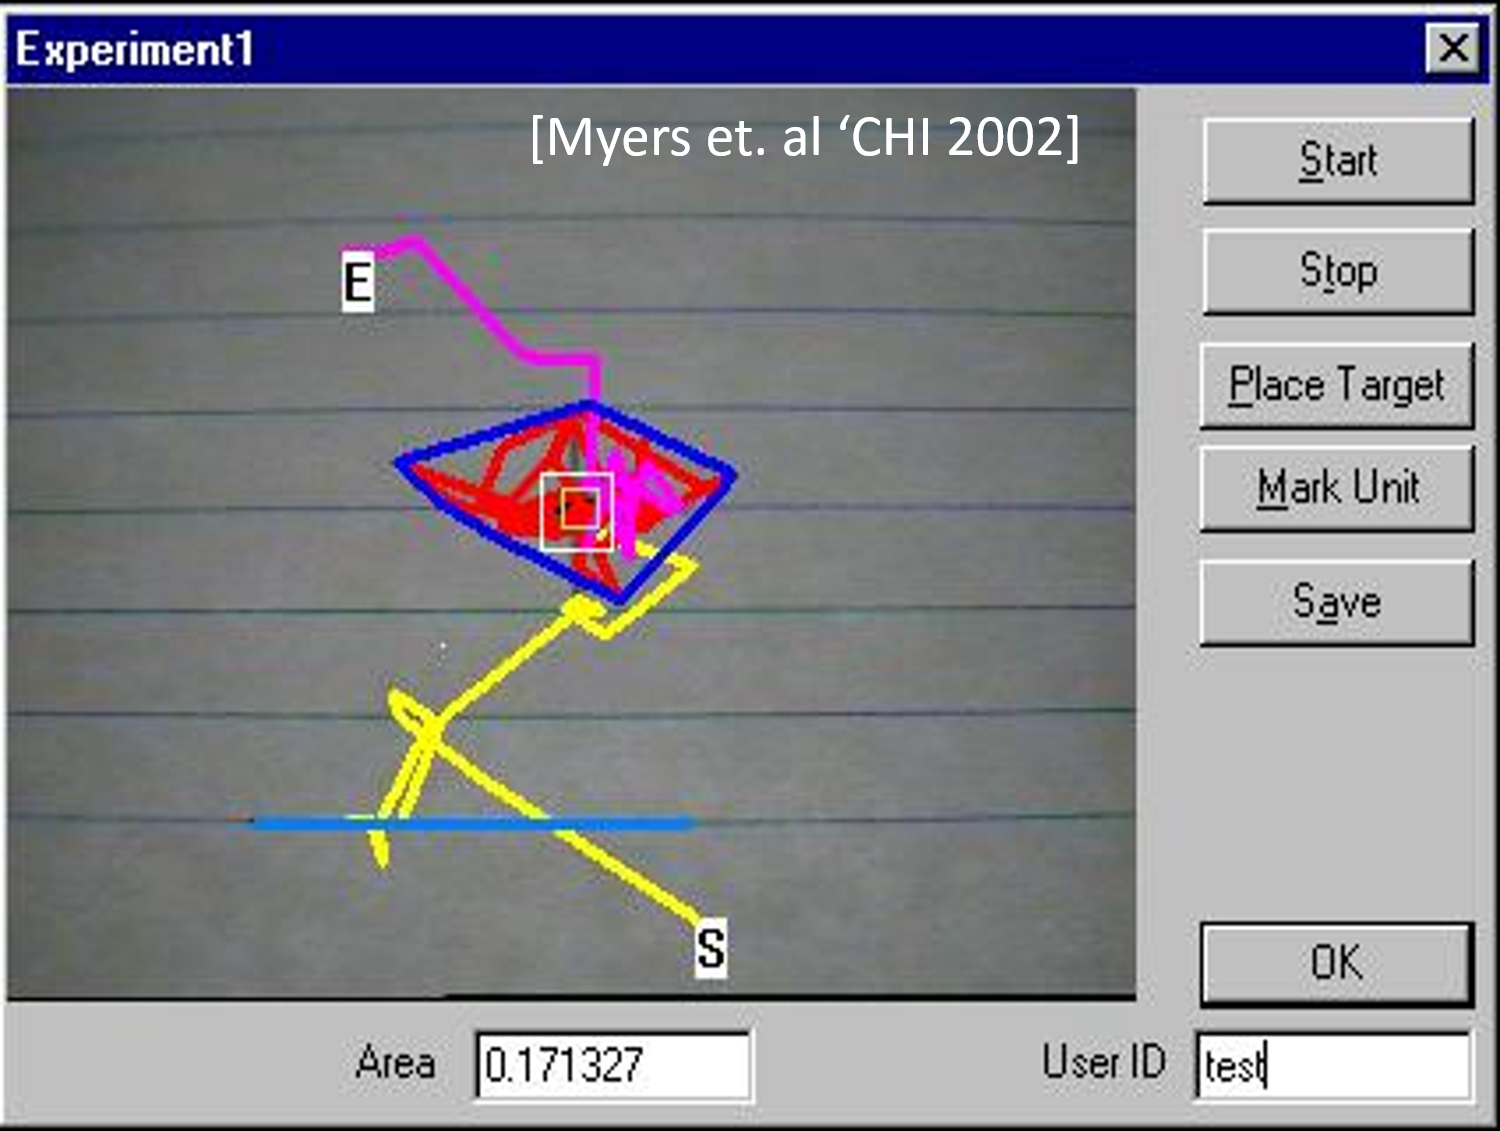 Experiment1
[Myers et. al ‘CHI 2002]
Start
E
Stop
Place Target
Mark Unit
Save
S
OK
Area 0.171327
User ID test